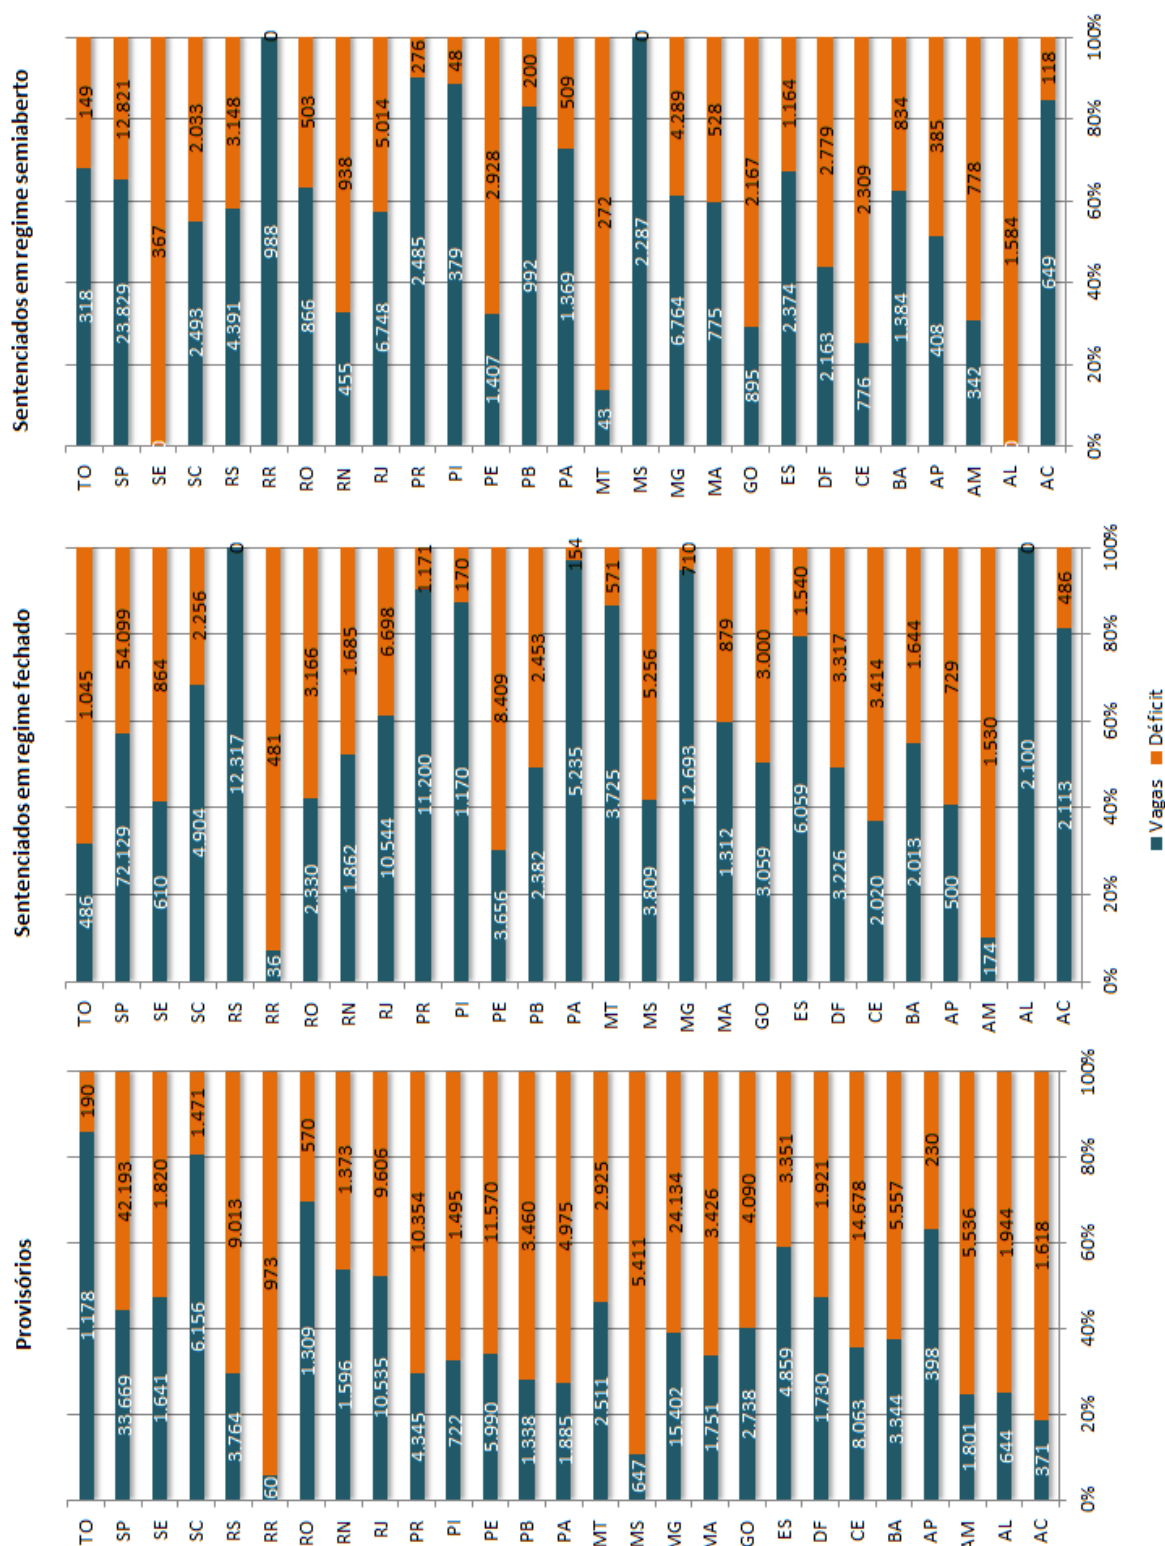 Provisórios
TO 1.178 190
SP 33.669 42.193
SE 1.641 1.820
SC 6.156 1.471
RS 3.764 9.013
RR 60 973
RO 1.309 570
RN 1.596 1.373
RJ 10.535 9.606
PR 4.345 10.354
PI 722 1.495
PE 5.990 11.570
PB 1.338 3.460
PA 1.885 4.975
MT 2.511 2.925
MS 647 5.411
MG 15.402 24.134
MA 1.751 3.426
GO 2.738 4.090
ES 4.859 3.351
DF 1.730 1.921
CE 8.063 14.678
BA 3.344 5.557
AP 398 230
AM 1.801 5.536
AL 644 1.944
AC 371 1.618
0% 20% 40% 60% 80% 100%
Sentenciados em regime fechado
TO 486 1.045
SP 72.129 54.099
SE 610 864
SC 4.904 2.256
RS 12.317 0
RR 36 481
RO 2.330 3.166
RN 1.862 1.685
RJ 10.544 6.698
PR 11.200 1.171
PI 1.170 170
PE 3.656 8.409
PB 2.382 2.453
PA 5.235 154
MT 3.725 571
MS 3.809 5.256
MG 12.693 710
MA 1.312 879
GO 3.059 3.000
ES 6.059 1.540
DF 3.226 3.317
CE 2.020 3.414
BA 2.013 1.644
AP 500 729
AM 174 1.530
AL 2.100 0
AC 2.113 486
0% 20% 40% 60% 80% 100%
Vagas Déficit
Sentenciados em regime semiaberto
TO 318 149
SP 23.829 12.821
SE 0 367
SC 2.493 2.033
RS 4.391 3.148
RR 988 0
RO 866 503
RN 455 938
RJ 6.748 5.014
PR 2.485 276
PI 379 48
PE 1.407 2.928
PB 992 200
PA 1.369 509
MT 43 272
MS 2.287 0
MG 6.764 4.289
MA 775 528
GO 895 2.167
ES 2.374 1.164
DF 2.163 2.779
CE 776 2.309
BA 1.384 834
AP 408 385
AM 342 778
AL 0 1.584
AC 649 118
0% 20% 40% 60% 80% 100%